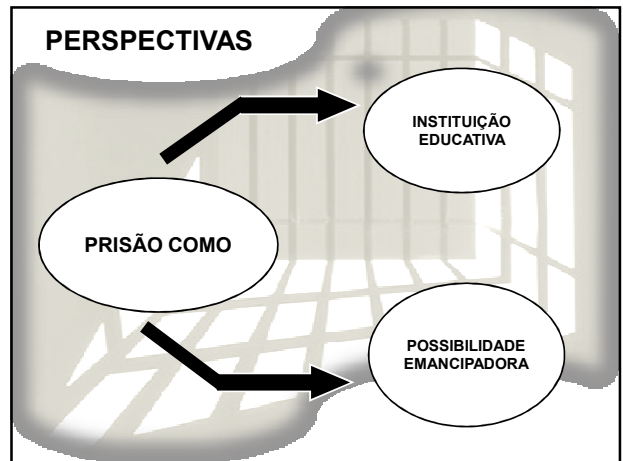 PERSPECTIVAS
PRISÃO COMO
INSTITUIÇÃO
EDUCATIVA
POSSIBILIDADE
EMANCIPADORA